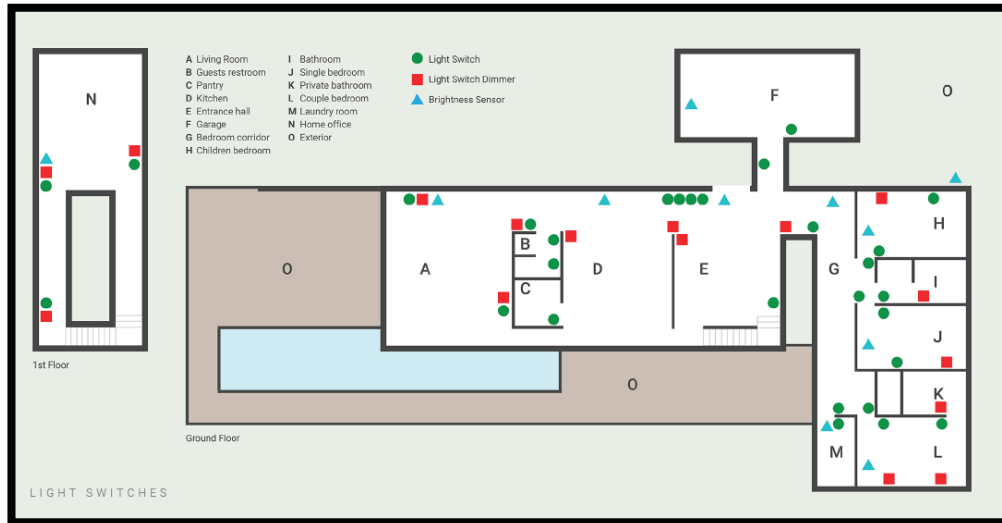 A Living Room
B Guests restroom
C Pantry
D Kitchen
E Entrance hall
F Garage
G Bedroom corridor
H Children bedroom
I Bathroom
J Single bedroom
K Private bathroom
L Couple bedroom
M Laundry room
N Home office
O Exterior
Light Switch
Light Switch Dimmer
Brightness Sensor
N
F
O
H
B
A
D
E
G
O
I
C
J
O
K
M
L
1st Floor
Ground Floor
LIGHT SWITCHES